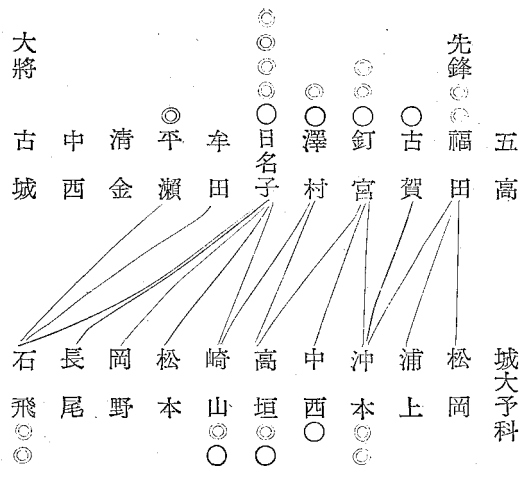 五高
先鋒 福田 ◎◎
古賀 ○
釘宮 ◎◎○
澤村 ◎○
日名子 ◎◎◎◎○
牟田
平瀬 ◎
清金
中西
大將 古城
城大予科
松岡
浦上
沖本 ◎◎
中西 ○
高垣 ◎○
崎山 ◎○
松本
岡野
長尾
石飛 ◎◎